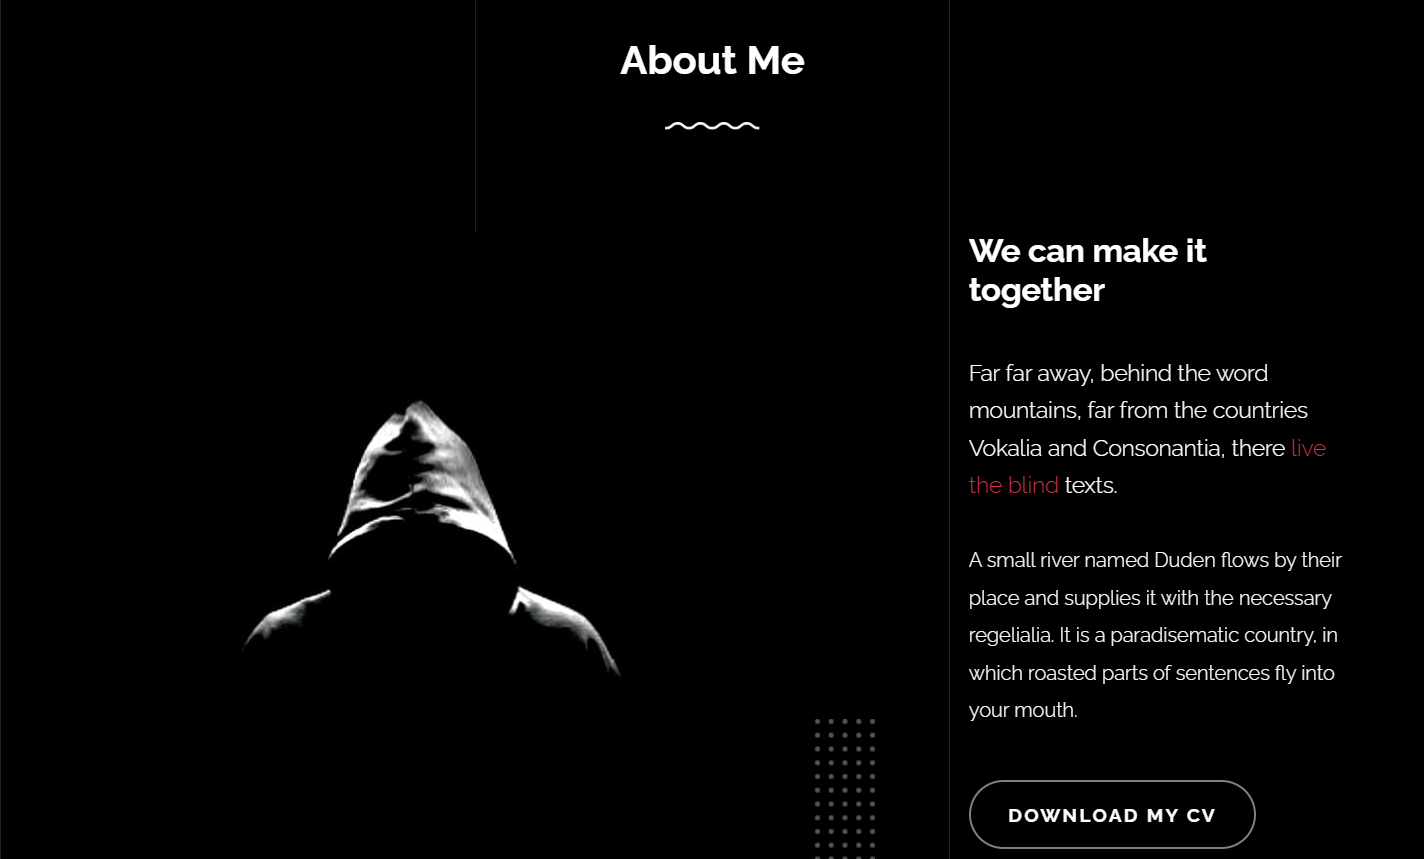 About Me
We can make it
together
Far far away, behind the word
mountains, far from the countries
Vokalia and Consonantia, there live
the blind texts.
A small river named Duden flows by their
place and supplies it with the necessary
regelialia. It is a paradisematic country, in
which roasted parts of sentences fly into
your mouth.
DOWNLOAD MY CV